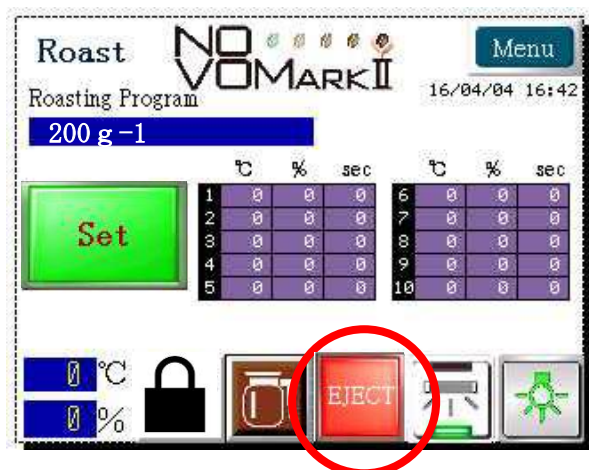 Roast
NOVOMARKⅡ
Menu
Roasting Program
16/04/04 16:42
200g-1
℃ % sec ℃ % sec
1 0 0 0 6 0 0 0
2 0 0 0 7 0 0 0
3 0 0 0 8 0 0 0
4 0 0 0 9 0 0 0
5 0 0 0 10 0 0 0
Set
0 ℃
0 %
EJECT